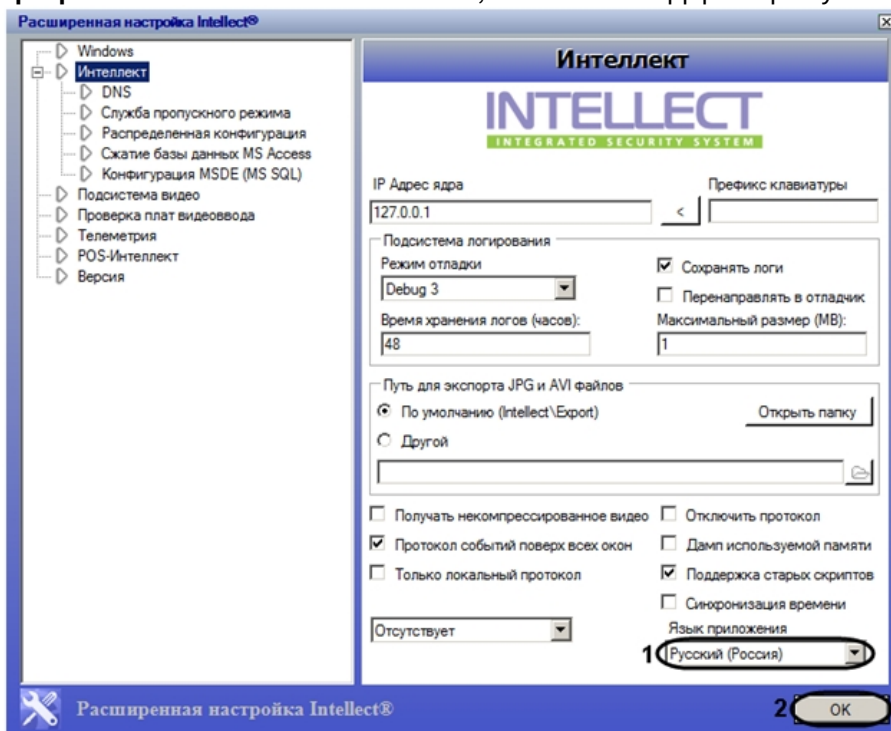 Расширенная настройка Intellect®
Windows
Интеллект
DNS
Служба пропускного режима
Распределенная конфигурация
Сжатие базы данных MS Access
Конфигурация MSDE (MS SQL)
Подсистема видео
Проверка плат видеоввода
Телеметрия
POS-Интеллект
Версия
Интеллект
INTELLECT
INTEGRATED SECURITY SYSTEM
IP Адрес ядра
Префикс клавиатуры
127.0.0.1
<
Подсистема логирования
Режим отладки
Сохранять логи
Debug 3
Перенаправлять в отладчик
Время хранения логов (часов):
Максимальный размер (MB):
48
1
Путь для экспорта JPG и AVI файлов
По умолчанию (Intellect\Export)
Открыть папку
Другой
Получать некомпрессированное видео
Отключить протокол
Протокол событий поверх всех окон
Дамп используемой памяти
Только локальный протокол
Поддержка старых скриптов
Синхронизация времени
Отсутствует
Язык приложения
1
Русский (Россия)
Расширенная настройка Intellect®
2
OK